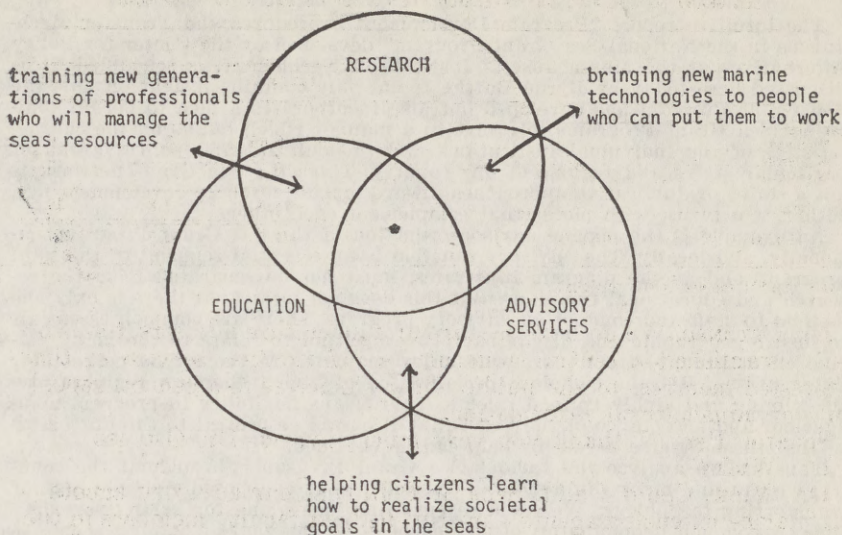 RESEARCH
training new genera-
tions of professionals
who will manage the
seas resources
bringing new marine
technologies to people
who can put them to work
EDUCATION
ADVISORY
SERVICES
helping citizens learn
how to realize societal
goals in the seas